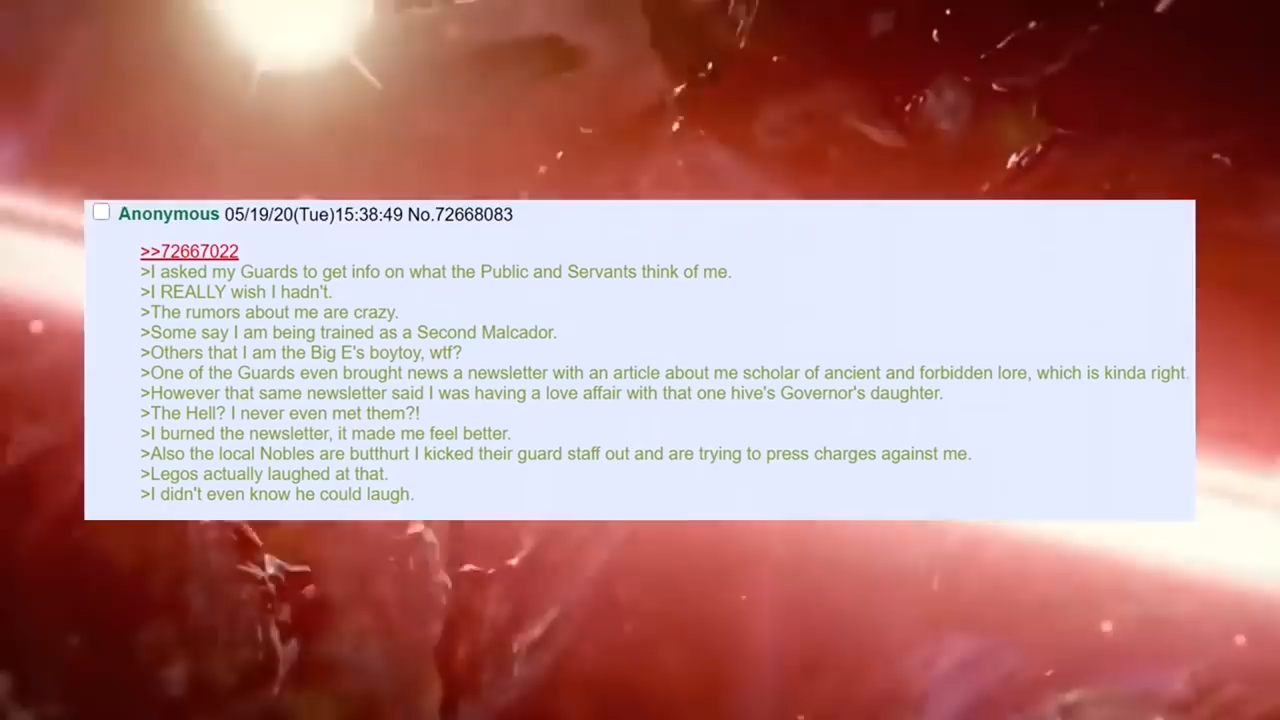 Anonymous 05/19/20(Tue)15:38:49 No.72668083
>>72667022
>I asked my Guards to get info on what the Public and Servants think of me.
>I REALLY wish I hadn't.
>The rumors about me are crazy.
>Some say I am being trained as a Second Malcador.
>Others that I am the Big E's boytoy, wtf?
>One of the Guards even brought news a newsletter with an article about me scholar of ancient and forbidden lore, which is kinda right.
>However that same newsletter said I was having a love affair with that one hive's Governor's daughter.
>The Hell? I never even met them?!
>I burned the newsletter, it made me feel better.
>Also the local Nobles are butthurt I kicked their guard staff out and are trying to press charges against me.
>Legos actually laughed at that.
>I didn't even know he could laugh.